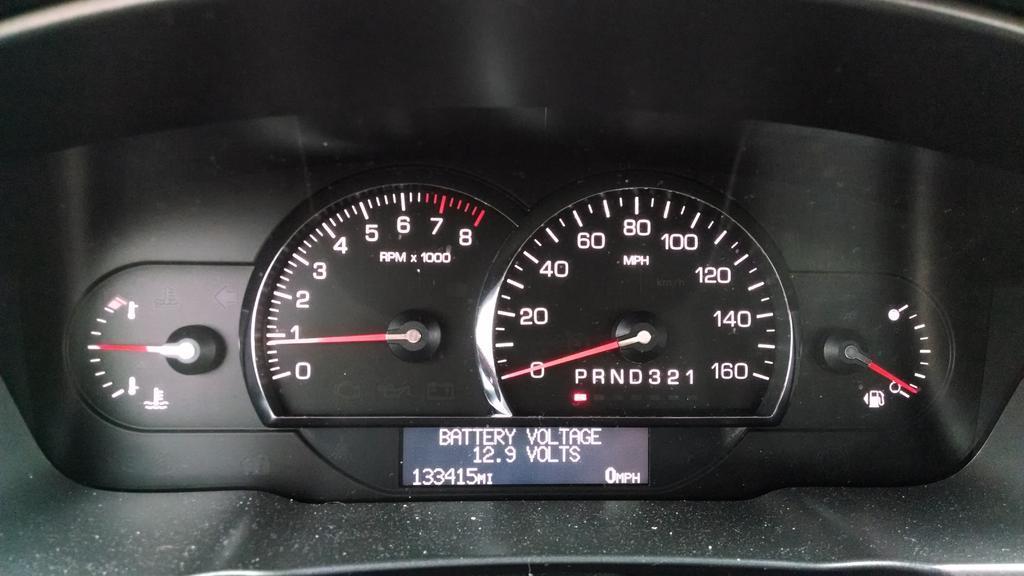 0 1 2 3 4 5 6 7 8
RPM x 1000
0 20 40 60 80 100 120 140 160
MPH
km/h
PRND321
BATTERY VOLTAGE
12.9 VOLTS
133415MI 0MPH